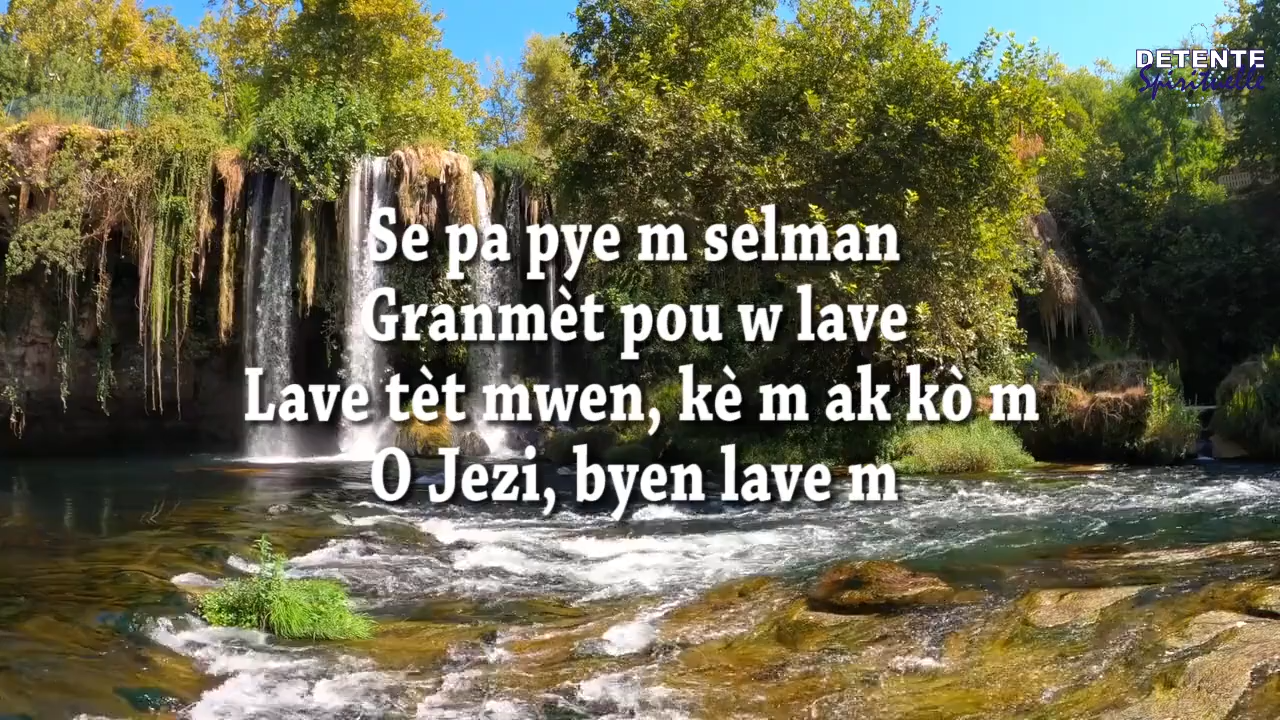 DETENTE
Spirituelle
Se pa pye m selman
Granmèt pou w lave
Lave tèt mwen, kè m ak kò m
O Jezi, byen lave m